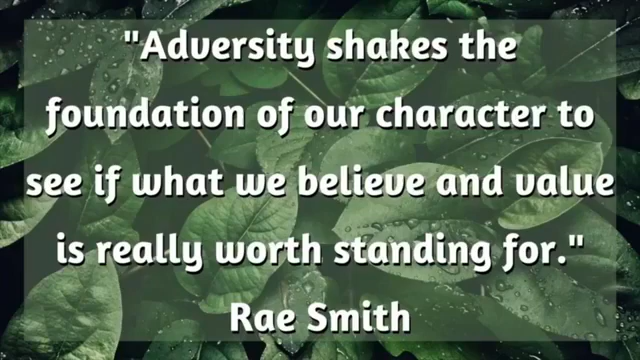 "Adversity shakes the
foundation of our character to
see if what we believe and value
is really worth standing for."
Rae Smith